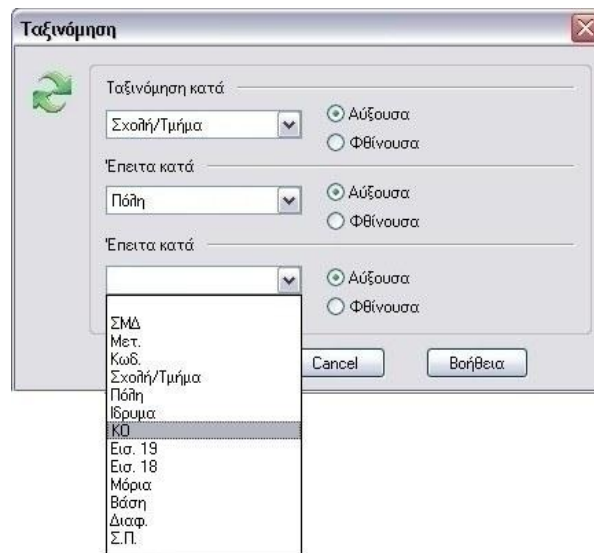 Ταξινόμηση
Ταξινόμηση κατά
Σχολή/Τμήμα
Αύξουσα
Φθίνουσα
Έπειτα κατά
Πόλη
Αύξουσα
Φθίνουσα
Έπειτα κατά
Αύξουσα
Φθίνουσα
ΣΜΔ
Μετ.
Κωδ.
Σχολή/Τμήμα
Πόλη
Ιδρυμα
ΚΟ
Εισ. 19
Εισ. 18
Μόρια
Βάση
Διαφ.
Σ.Π.
Cancel
Βοήθεια